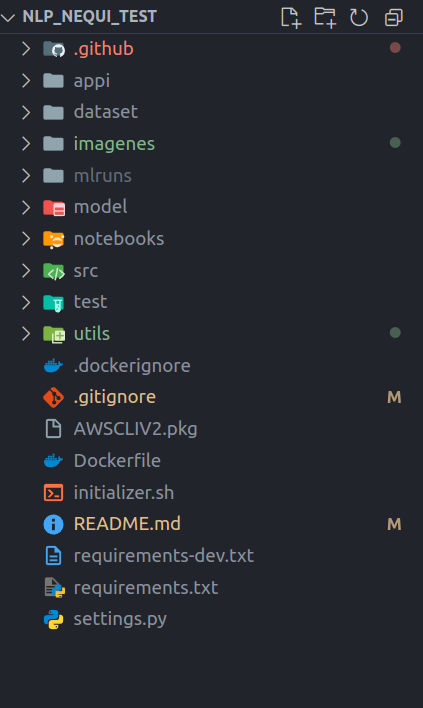 NLP_NEQUI_TEST
.github
appi
dataset
imagenes
mlruns
model
notebooks
src
test
utils
.dockerignore
.gitignore M
AWSCLIV2.pkg
Dockerfile
initializer.sh
README.md M
requirements-dev.txt
requirements.txt
settings.py